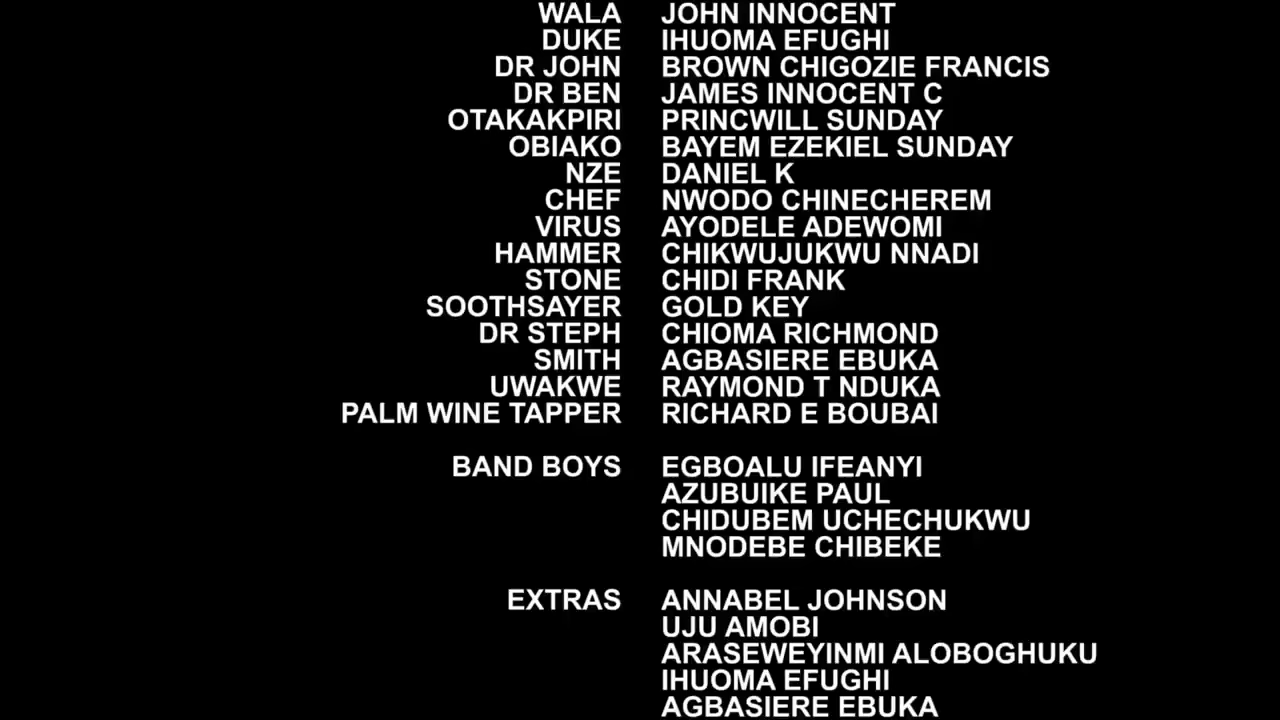 WALA JOHN INNOCENT
DUKE IHUOMA EFUGHI
DR JOHN BROWN CHIGOZIE FRANCIS
DR BEN JAMES INNOCENT C
OTAKAKPIRI PRINCWILL SUNDAY
OBIAKO BAYEM EZEKIEL SUNDAY
NZE DANIEL K
CHEF NWODO CHINECHEREM
VIRUS AYODELE ADEWOMI
HAMMER CHIKWUJUKWU NNADI
STONE CHIDI FRANK
SOOTHSAYER GOLD KEY
DR STEPH CHIOMA RICHMOND
SMITH AGBASIERE EBUKA
UWAKWE RAYMOND T NDUKA
PALM WINE TAPPER RICHARD E BOUBAI
BAND BOYS EGBOALU IFEANYI
AZUBUIKE PAUL
CHIDUBEM UCHECHUKWU
MNODEBE CHIBEKE
EXTRAS ANNABEL JOHNSON
UJU AMOBI
ARASEWEYINMI ALOBOGHUKU
IHUOMA EFUGHI
AGBASIERE EBUKA